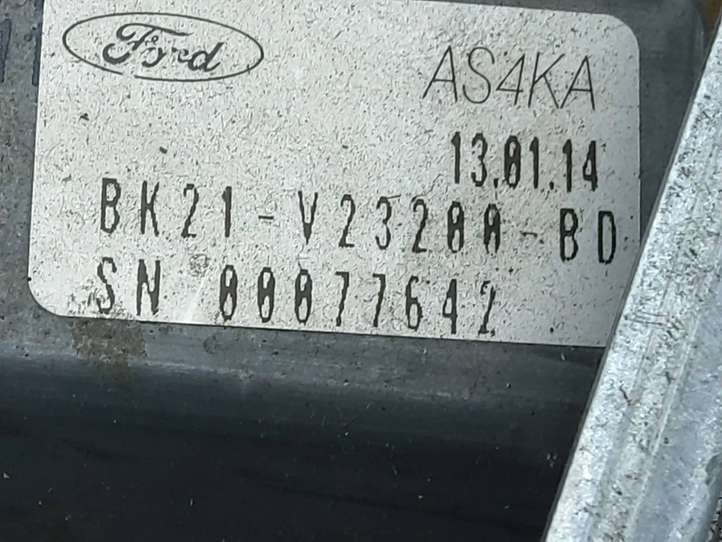 Ford
AS4KA
13.01.14
BK21-V23200-BD
SN 00077642